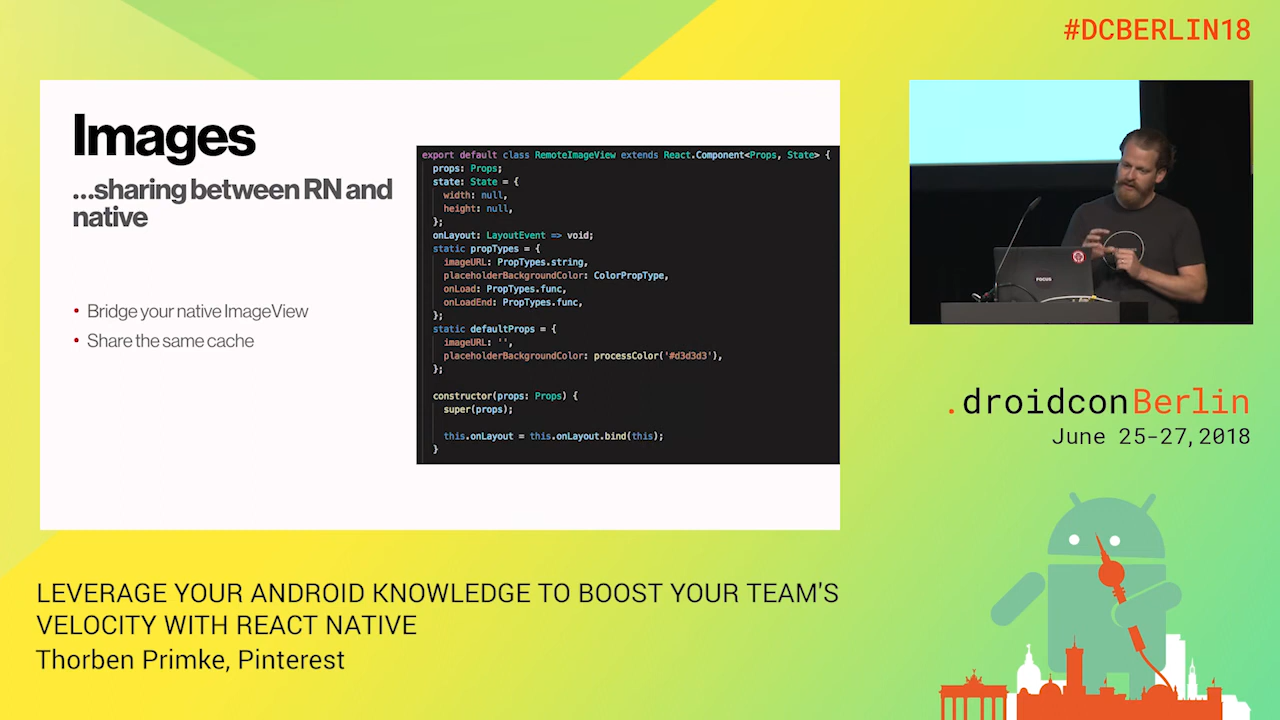 #DCBERLIN18
Images
...sharing between RN and
native
• Bridge your native ImageView
• Share the same cache
export default class RemoteImageView extends React.Component<Props, State> {
props: Props;
state: State = {
width: null,
height: null,
};
onLayout: LayoutEvent => void;
static propTypes = {
imageURL: PropTypes.string,
placeholderBackgroundColor: ColorPropType,
onLoad: PropTypes.func,
onLoadEnd: PropTypes.func,
};
static defaultProps = {
imageURL: '',
placeholderBackgroundColor: processColor('#d3d3d3'),
};
constructor(props: Props) {
super(props);
this.onLayout = this.onLayout.bind(this);
}
FOCUS
.droidconBerlin
June 25-27, 2018
LEVERAGE YOUR ANDROID KNOWLEDGE TO BOOST YOUR TEAM'S
VELOCITY WITH REACT NATIVE
Thorben Primke, Pinterest